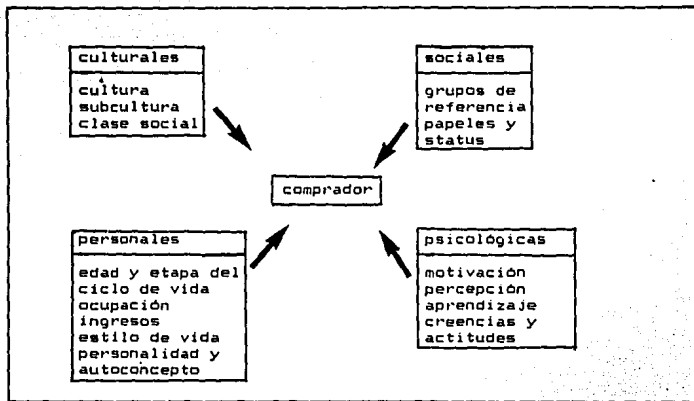 culturales
cultura
subcultura
clase social
sociales
grupos de
referencia
papeles y
status
comprador
personales
edad y etapa del
ciclo de vida
ocupación
ingresos
estilo de vida
personalidad y
autoconcepto
psicológicas
motivación
percepción
aprendizaje
creencias y
actitudes